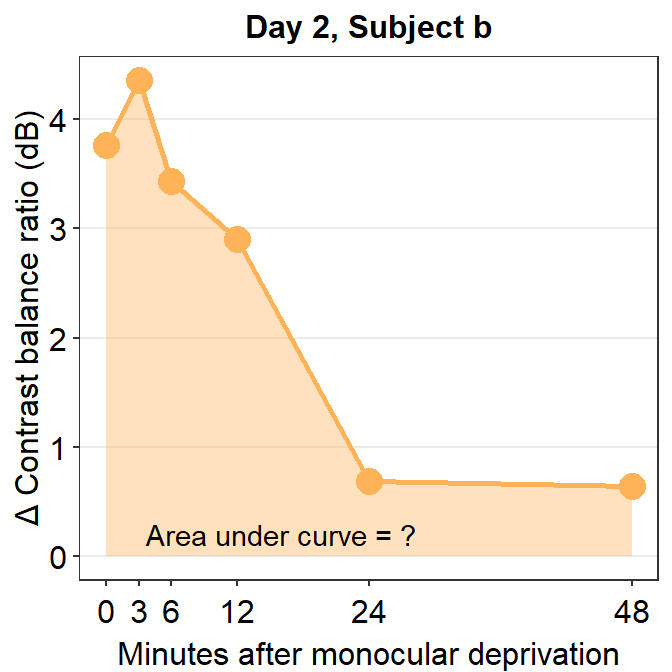 Day 2, Subject b
Δ Contrast balance ratio (dB)
4
3
2
1
0
Area under curve = ?
0 3 6 12 24 48
Minutes after monocular deprivation